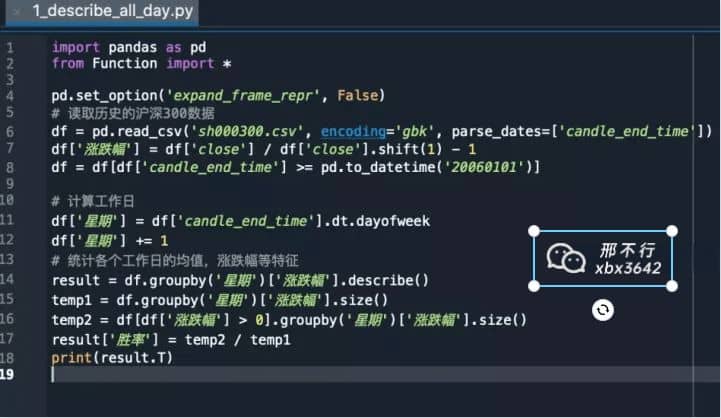 1_describe_all_day.py
1 import pandas as pd
2 from Function import *
3
4 pd.set_option('expand_frame_repr', False)
5 # 读取历史的沪深300数据
6 df = pd.read_csv('sh000300.csv', encoding='gbk', parse_dates=['candle_end_time'])
7 df['涨跌幅'] = df['close'] / df['close'].shift(1) - 1
8 df = df[df['candle_end_time'] >= pd.to_datetime('20060101')]
9
10 # 计算工作日
11 df['星期'] = df['candle_end_time'].dt.dayofweek
12 df['星期'] += 1
13 # 统计各个工作日的均值，涨跌幅等特征
14 result = df.groupby('星期')['涨跌幅'].describe()
15 temp1 = df.groupby('星期')['涨跌幅'].size()
16 temp2 = df[df['涨跌幅'] > 0].groupby('星期')['涨跌幅'].size()
17 result['胜率'] = temp2 / temp1
18 print(result.T)
19
邢不行
xbx3642